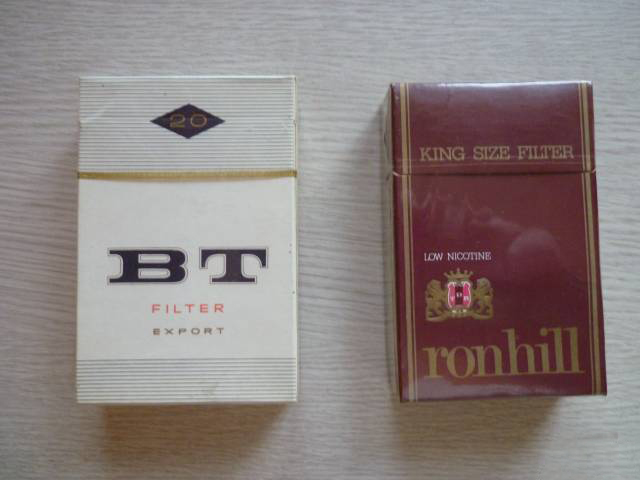 20
BT
FILTER
EXPORT
KING SIZE FILTER
LOW NICOTINE
ronhill